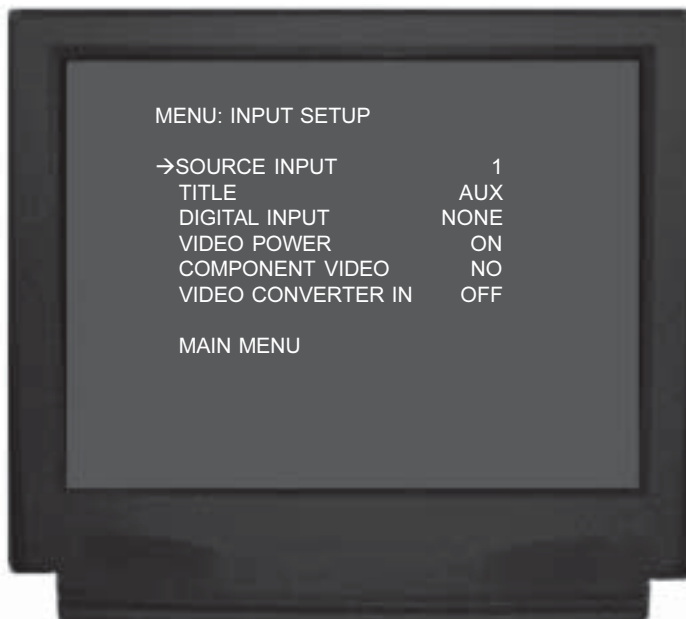 MENU: INPUT SETUP
→SOURCE INPUT 1
TITLE AUX
DIGITAL INPUT NONE
VIDEO POWER ON
COMPONENT VIDEO NO
VIDEO CONVERTER IN OFF
MAIN MENU